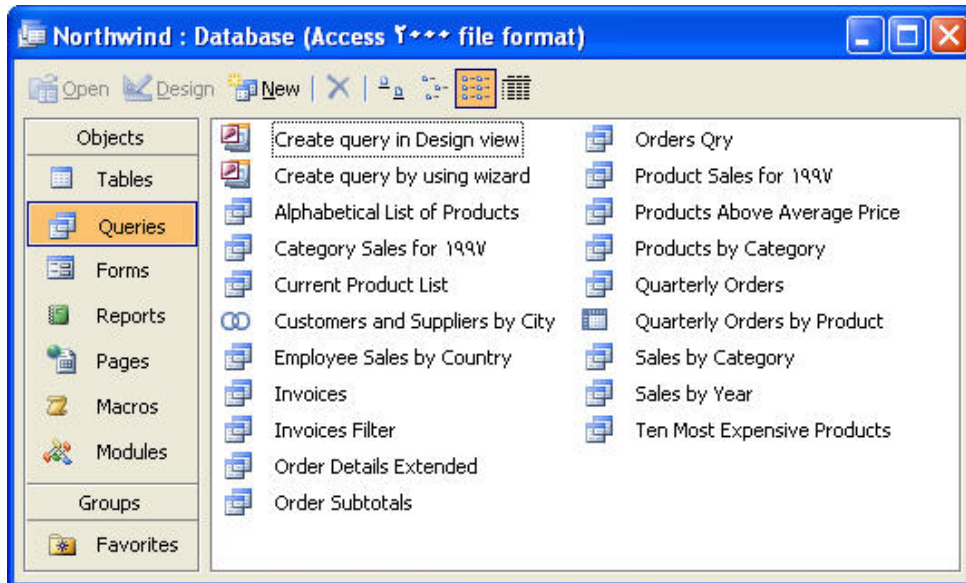 Northwind : Database (Access ۲۰۰۰ file format)
Open Design New
Objects
Tables
Queries
Forms
Reports
Pages
Macros
Modules
Groups
Favorites
Create query in Design view
Create query by using wizard
Alphabetical List of Products
Category Sales for ۱۹۹۷
Current Product List
Customers and Suppliers by City
Employee Sales by Country
Invoices
Invoices Filter
Order Details Extended
Order Subtotals
Orders Qry
Product Sales for ۱۹۹۷
Products Above Average Price
Products by Category
Quarterly Orders
Quarterly Orders by Product
Sales by Category
Sales by Year
Ten Most Expensive Products